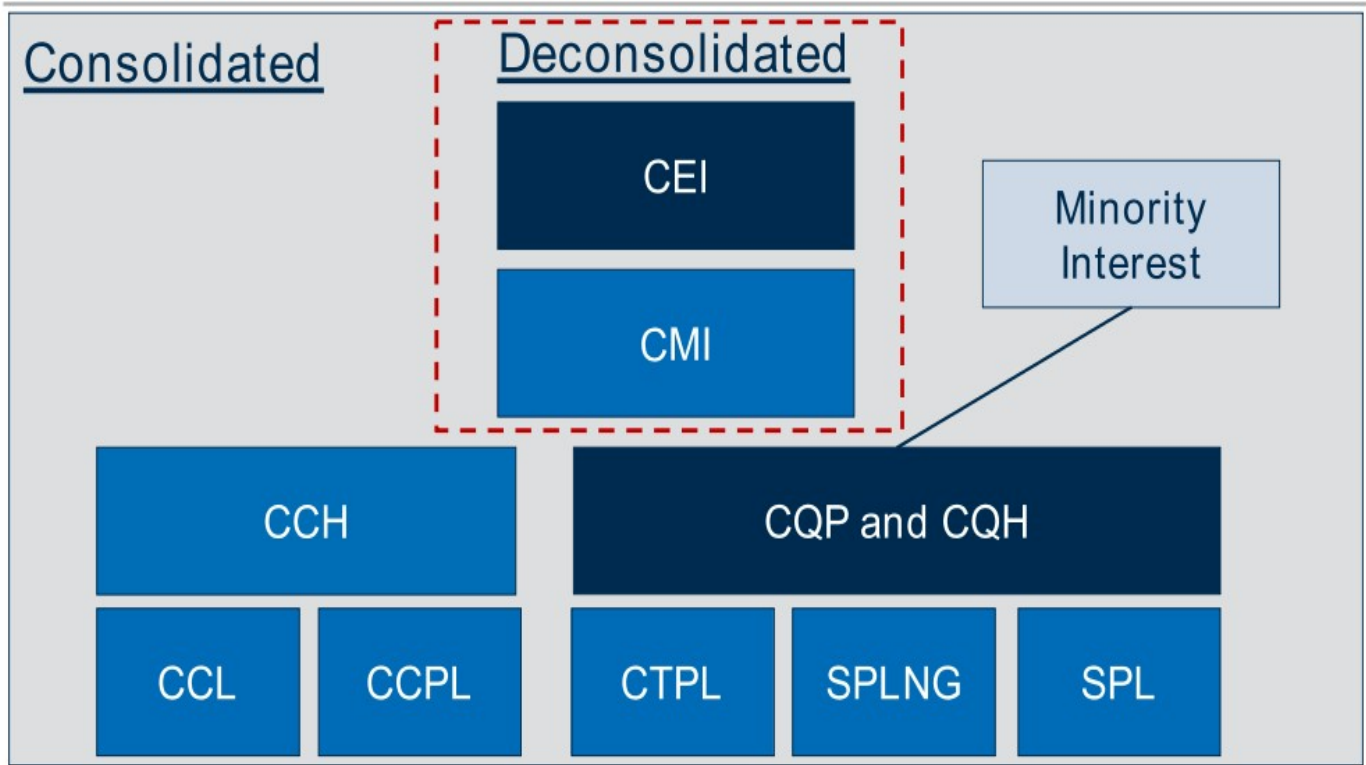 Consolidated
Deconsolidated
CEI
Minority
Interest
CMI
CCH
CQP and CQH
CCL
CCPL
CTPL
SPLNG
SPL